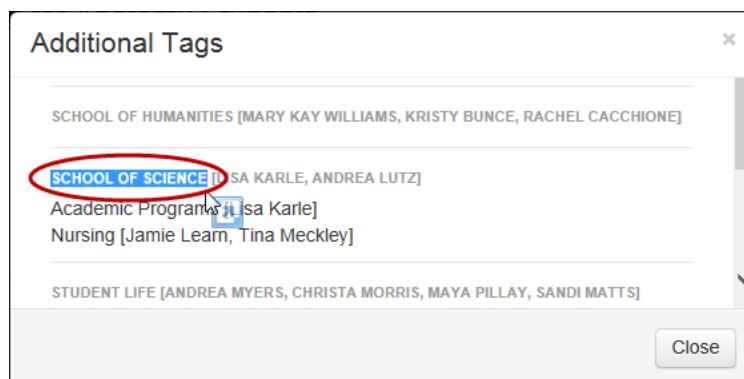 Additional Tags
×
SCHOOL OF HUMANITIES [MARY KAY WILLIAMS, KRISTY BUNCE, RACHEL CACCHIONE]
SCHOOL OF SCIENCE [LISA KARLE, ANDREA LUTZ]
Academic Programs [Lisa Karle]
Nursing [Jamie Learn, Tina Meckley]
STUDENT LIFE [ANDREA MYERS, CHRISTA MORRIS, MAYA PILLAY, SANDI MATTS]
Close